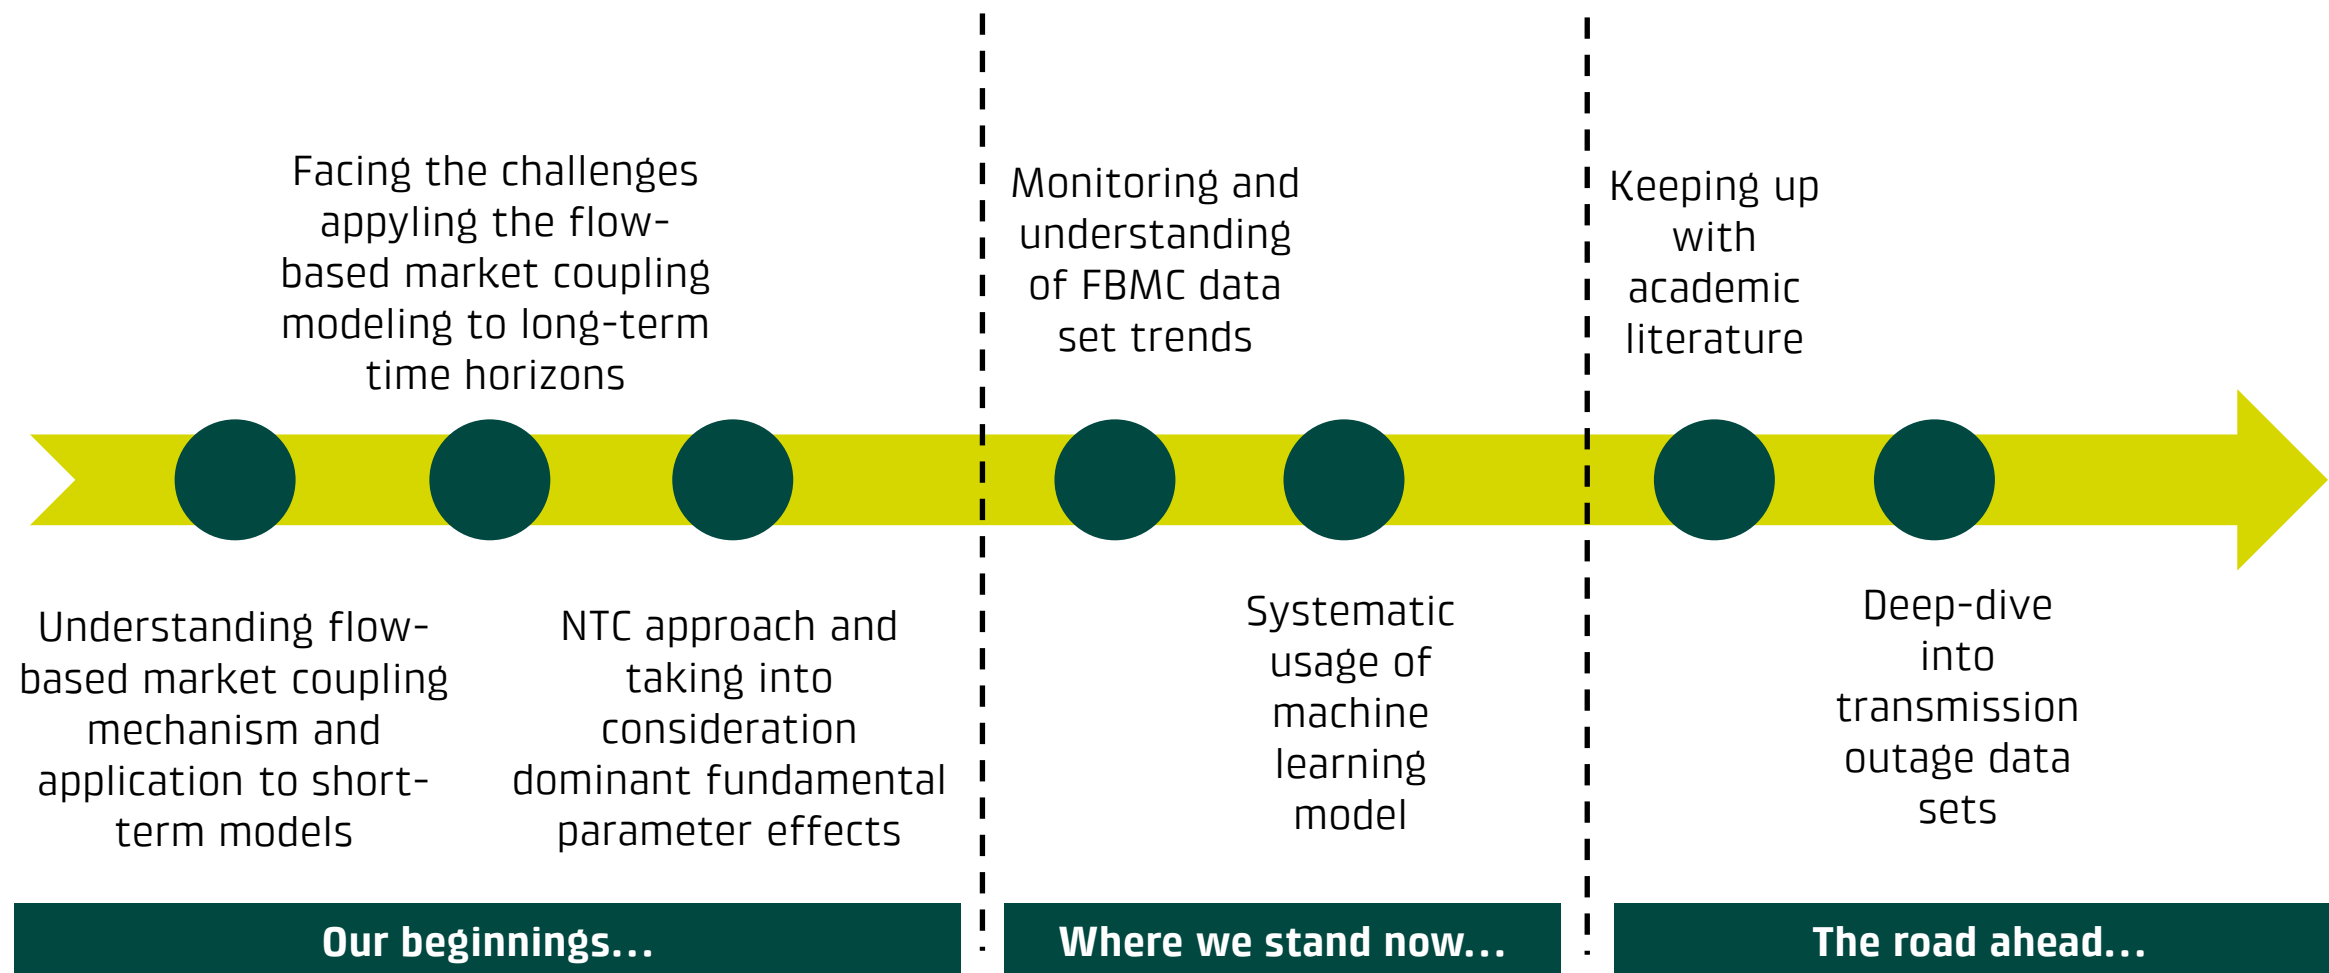 Facing the challenges
appyling the flow-
based market coupling
modeling to long-term
time horizons
Monitoring and
understanding
of FBMC data
set trends
Keeping up
with
academic
literature
Understanding flow-
based market coupling
mechanism and
application to short-
term models
NTC approach and
taking into
consideration
dominant fundamental
parameter effects
Systematic
usage of
machine
learning
model
Deep-dive
into
transmission
outage data
sets
Our beginnings...
Where we stand now...
The road ahead...